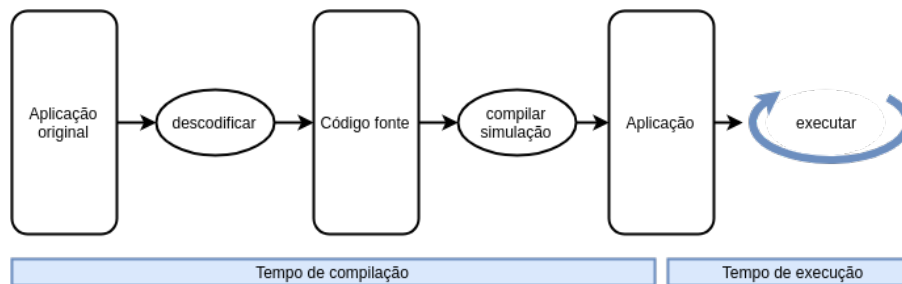 Aplicação
original
descodificar
Código fonte
compilar
simulação
Aplicação
executar
Tempo de compilação
Tempo de execução